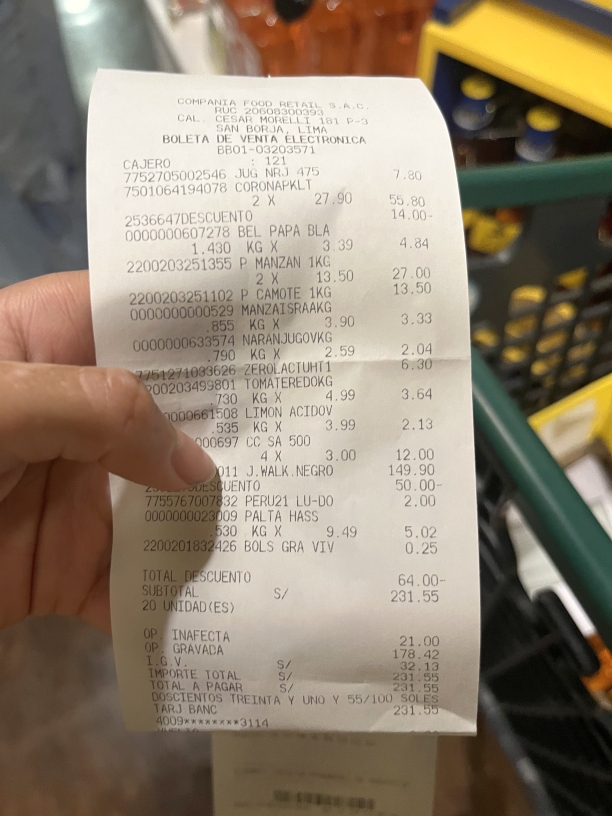 COMPANIA FOOD RETAIL S.A.C.
RUC 20608300393
CAL. CESAR MORELLI 181 P-3
SAN BORJA, LIMA
BOLETA DE VENTA ELECTRONICA
BB01-03203571
CAJERO : 121
7752705002546 JUG NRJ 475 7.80
7501064194078 CORONAPKLT
2 X 27.90 55.80
2536647DESCUENTO 14.00-
0000000607278 BEL PAPA BLA
1.430 KG X 3.39 4.84
2200203251355 P MANZAN 1KG
2 X 13.50 27.00
2200203251102 P CAMOTE 1KG 13.50
0000000000529 MANZAISRAAKG
.855 KG X 3.90 3.33
0000000633574 NARANJUGOVKG
.790 KG X 2.59 2.04
7751271033626 ZEROLACTUHT1 6.30
200203499801 TOMATEREDOKG
.730 KG X 4.99 3.64
0000661508 LIMON ACIDOV
.535 KG X 3.99 2.13
000697 CC SA 500
4 X 3.00 12.00
011 J.WALK.NEGRO 149.90
DESCUENTO 50.00-
7755767007832 PERU21 LU-DO 2.00
0000000023009 PALTA HASS
.530 KG X 9.49 5.02
2200201832426 BOLS GRA VIV 0.25
TOTAL DESCUENTO 64.00-
SUBTOTAL S/ 231.55
20 UNIDAD(ES)
OP. INAFECTA 21.00
OP. GRAVADA 178.42
I.G.V. S/ 32.13
IMPORTE TOTAL S/ 231.55
TOTAL A PAGAR S/ 231.55
DOSCIENTOS TREINTA Y UNO Y 55/100 SOLES
TARJ BANC 231.55
4009********3114